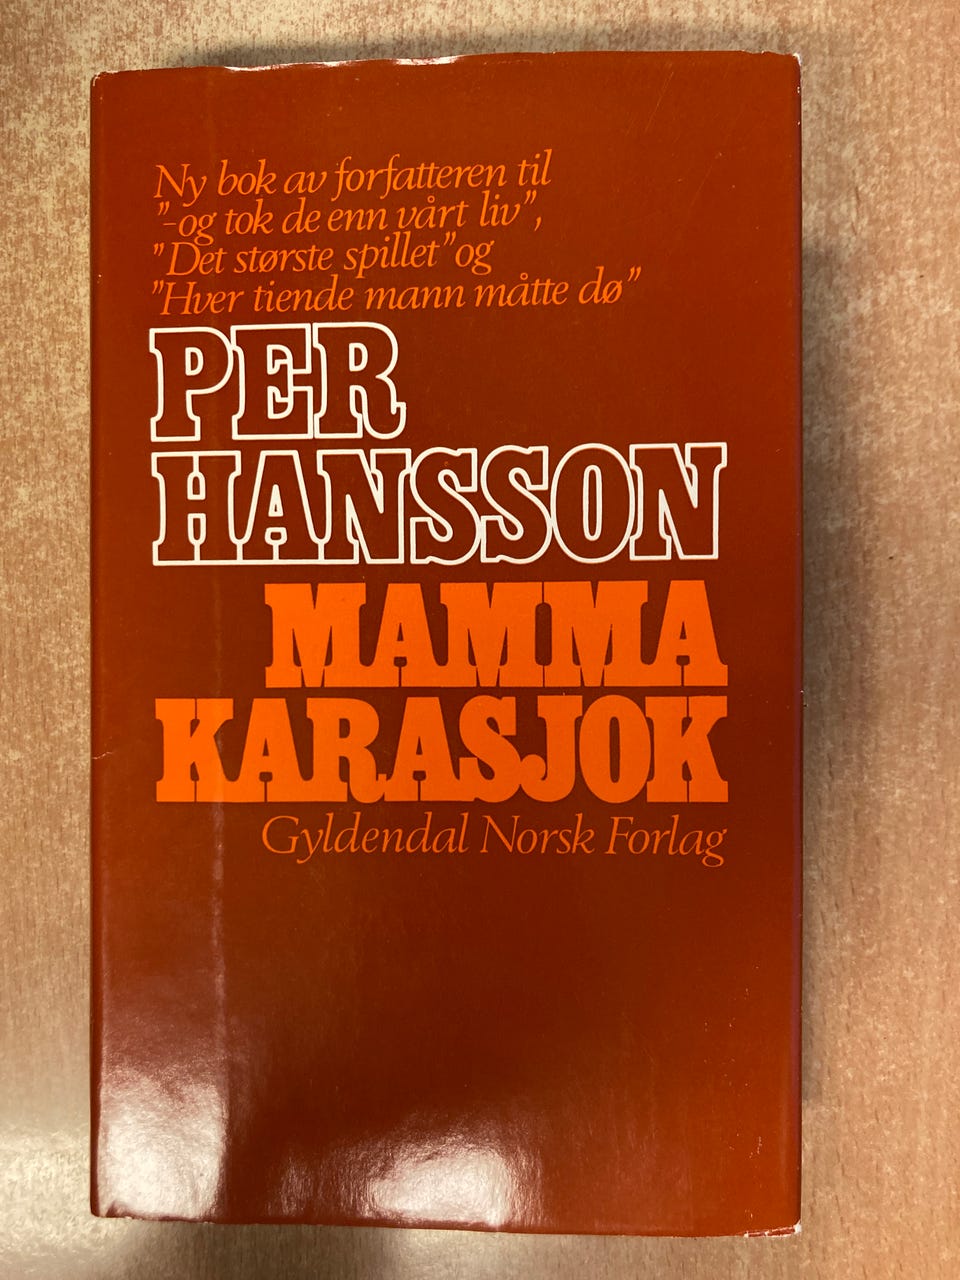 Ny bok av forfatteren til
"-og tok de enn vårt liv",
"Det største spillet" og
"Hver tiende mann måtte dø"
PER
HANSSON
MAMMA
KARASJOK
Gyldendal Norsk Forlag